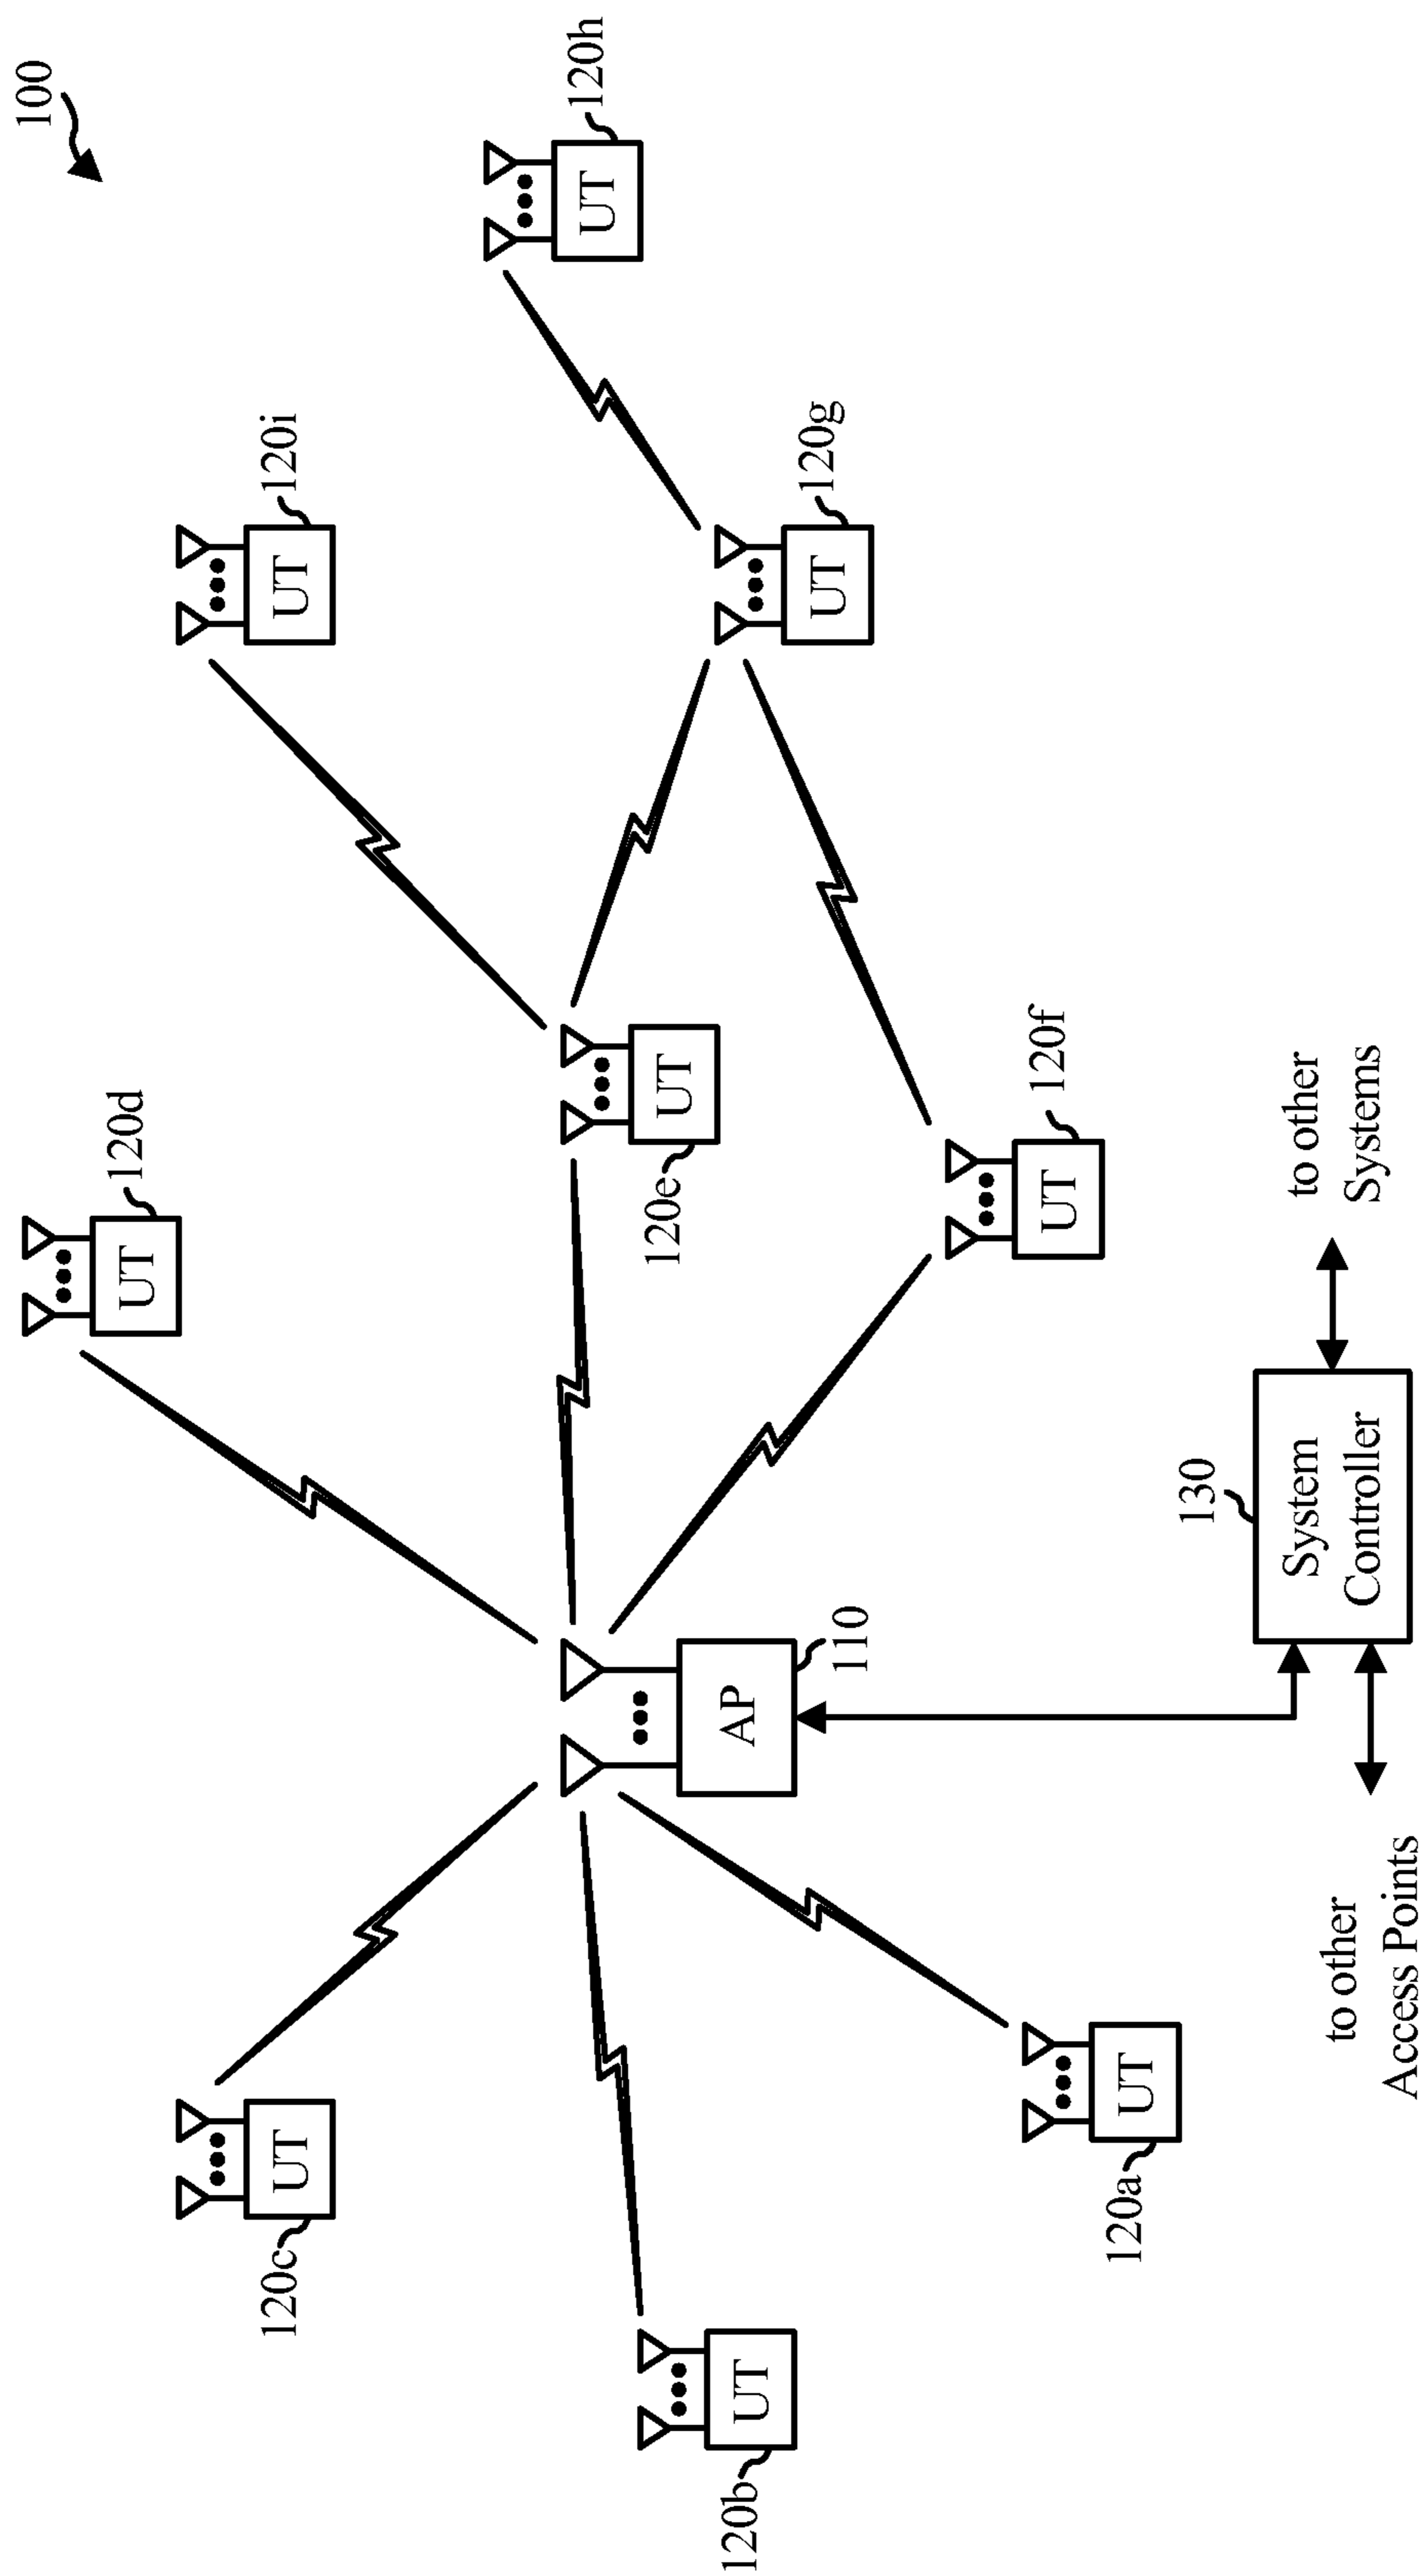 100
UT
120d
UT
120c
UT
120i
UT
120h
UT
120e
UT
120b
AP
110
UT
120g
UT
120a
UT
120f
130
System
Controller
to other
Systems
to other
Access Points